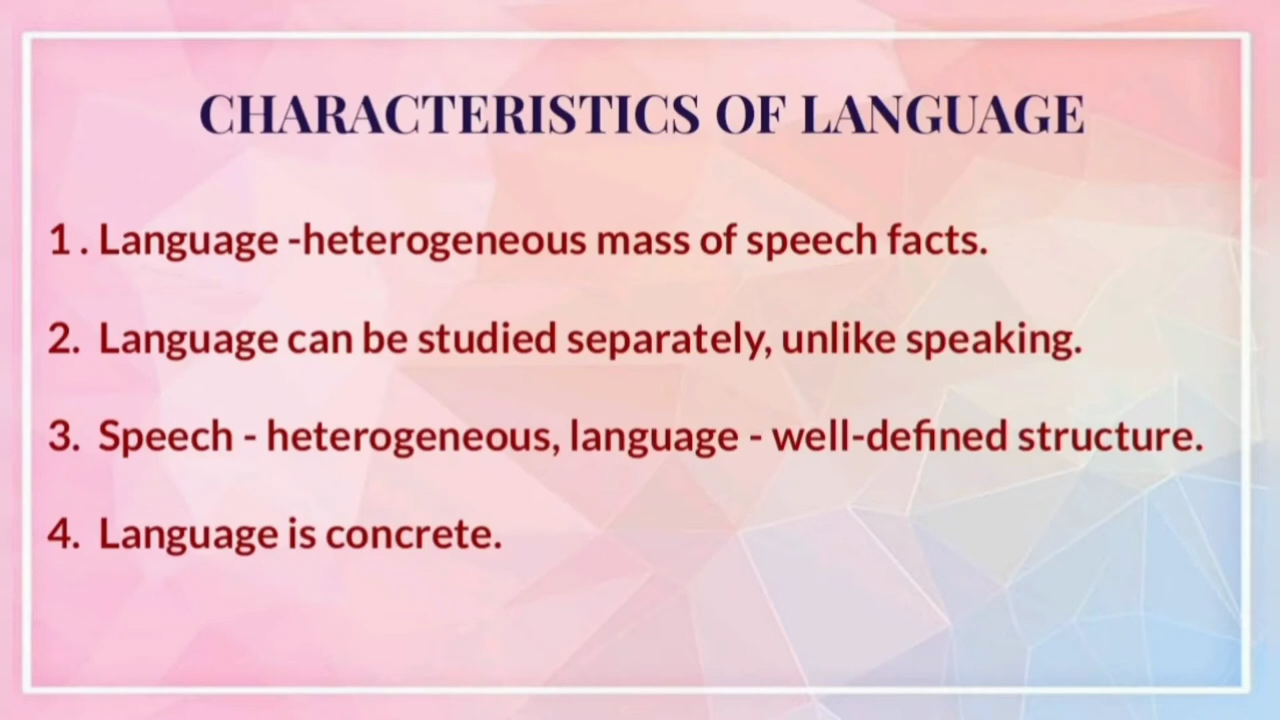 CHARACTERISTICS OF LANGUAGE
1 . Language -heterogeneous mass of speech facts.
2. Language can be studied separately, unlike speaking.
3. Speech - heterogeneous, language - well-defined structure.
4. Language is concrete.